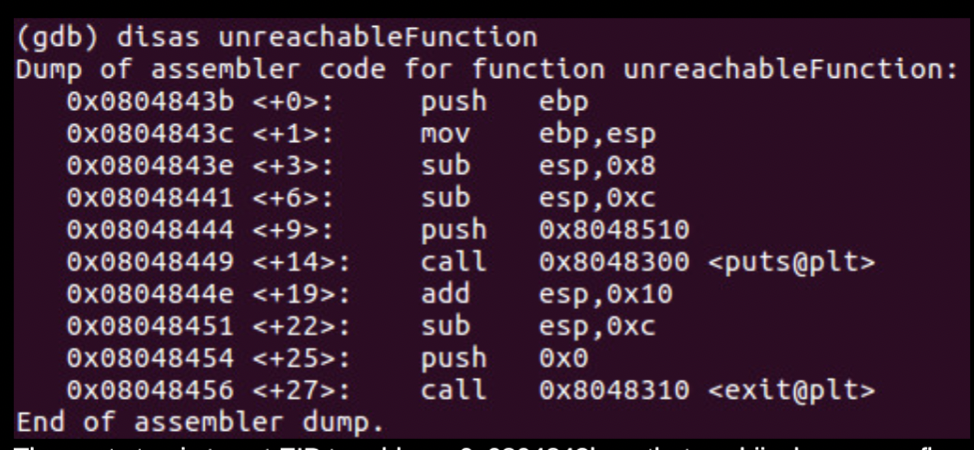 (gdb) disas unreachableFunction
Dump of assembler code for function unreachableFunction:
0x0804843b <+0>: push ebp
0x0804843c <+1>: mov ebp,esp
0x0804843e <+3>: sub esp,0x8
0x08048441 <+6>: sub esp,0xc
0x08048444 <+9>: push 0x8048510
0x08048449 <+14>: call 0x8048300 <puts@plt>
0x0804844e <+19>: add esp,0x10
0x08048451 <+22>: sub esp,0xc
0x08048454 <+25>: push 0x0
0x08048456 <+27>: call 0x8048310 <exit@plt>
End of assembler dump.